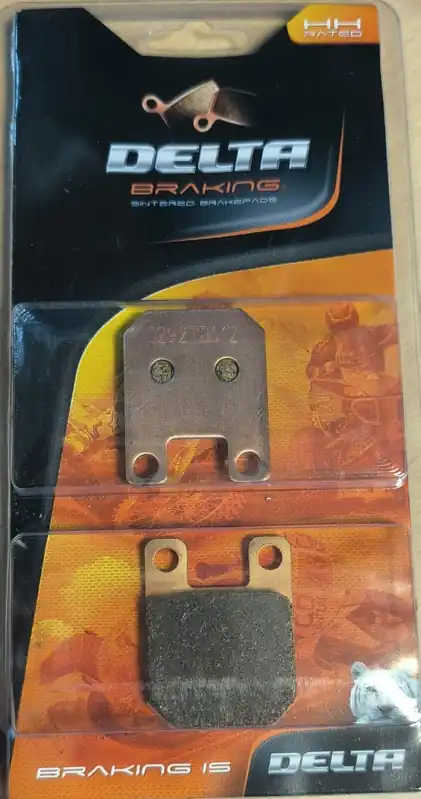 HH
RATED
DELTA
BRAKING
SINTERED BRAKEPADS
BRAKING IS
DELTA